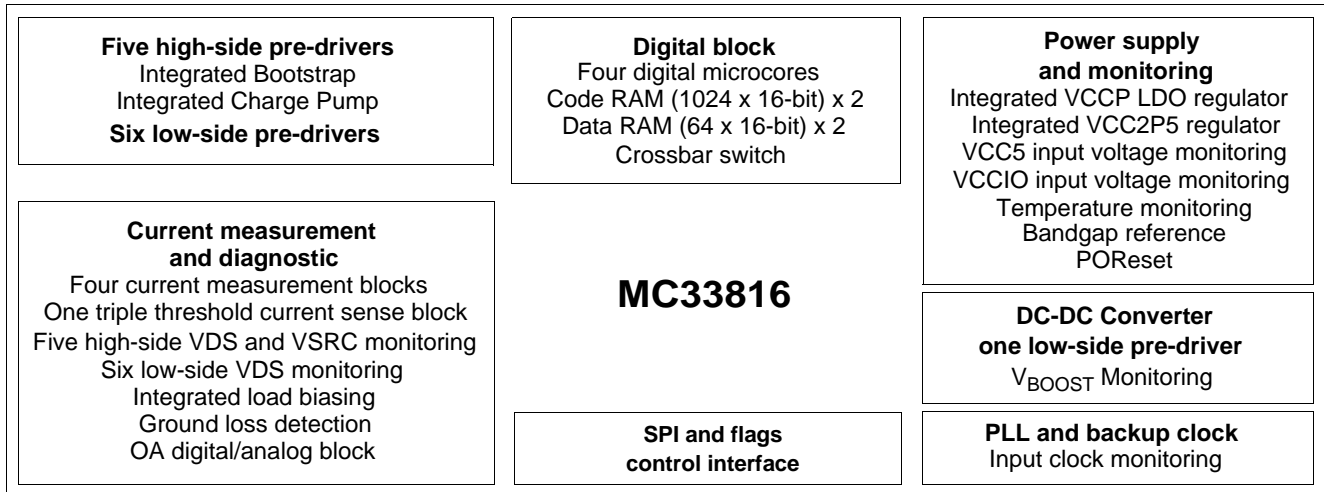 Five high-side pre-drivers
Integrated Bootstrap
Integrated Charge Pump
Six low-side pre-drivers
Current measurement
and diagnostic
Four current measurement blocks
One triple threshold current sense block
Five high-side VDS and VSRC monitoring
Six low-side VDS monitoring
Integrated load biasing
Ground loss detection
OA digital/analog block
Digital block
Four digital microcores
Code RAM (1024 x 16-bit) x 2
Data RAM (64 x 16-bit) x 2
Crossbar switch
MC33816
SPI and flags
control interface
Power supply
and monitoring
Integrated VCCP LDO regulator
Integrated VCC2P5 regulator
VCC5 input voltage monitoring
VCCIO input voltage monitoring
Temperature monitoring
Bandgap reference
POReset
DC-DC Converter
one low-side pre-driver
VBOOST Monitoring
PLL and backup clock
Input clock monitoring